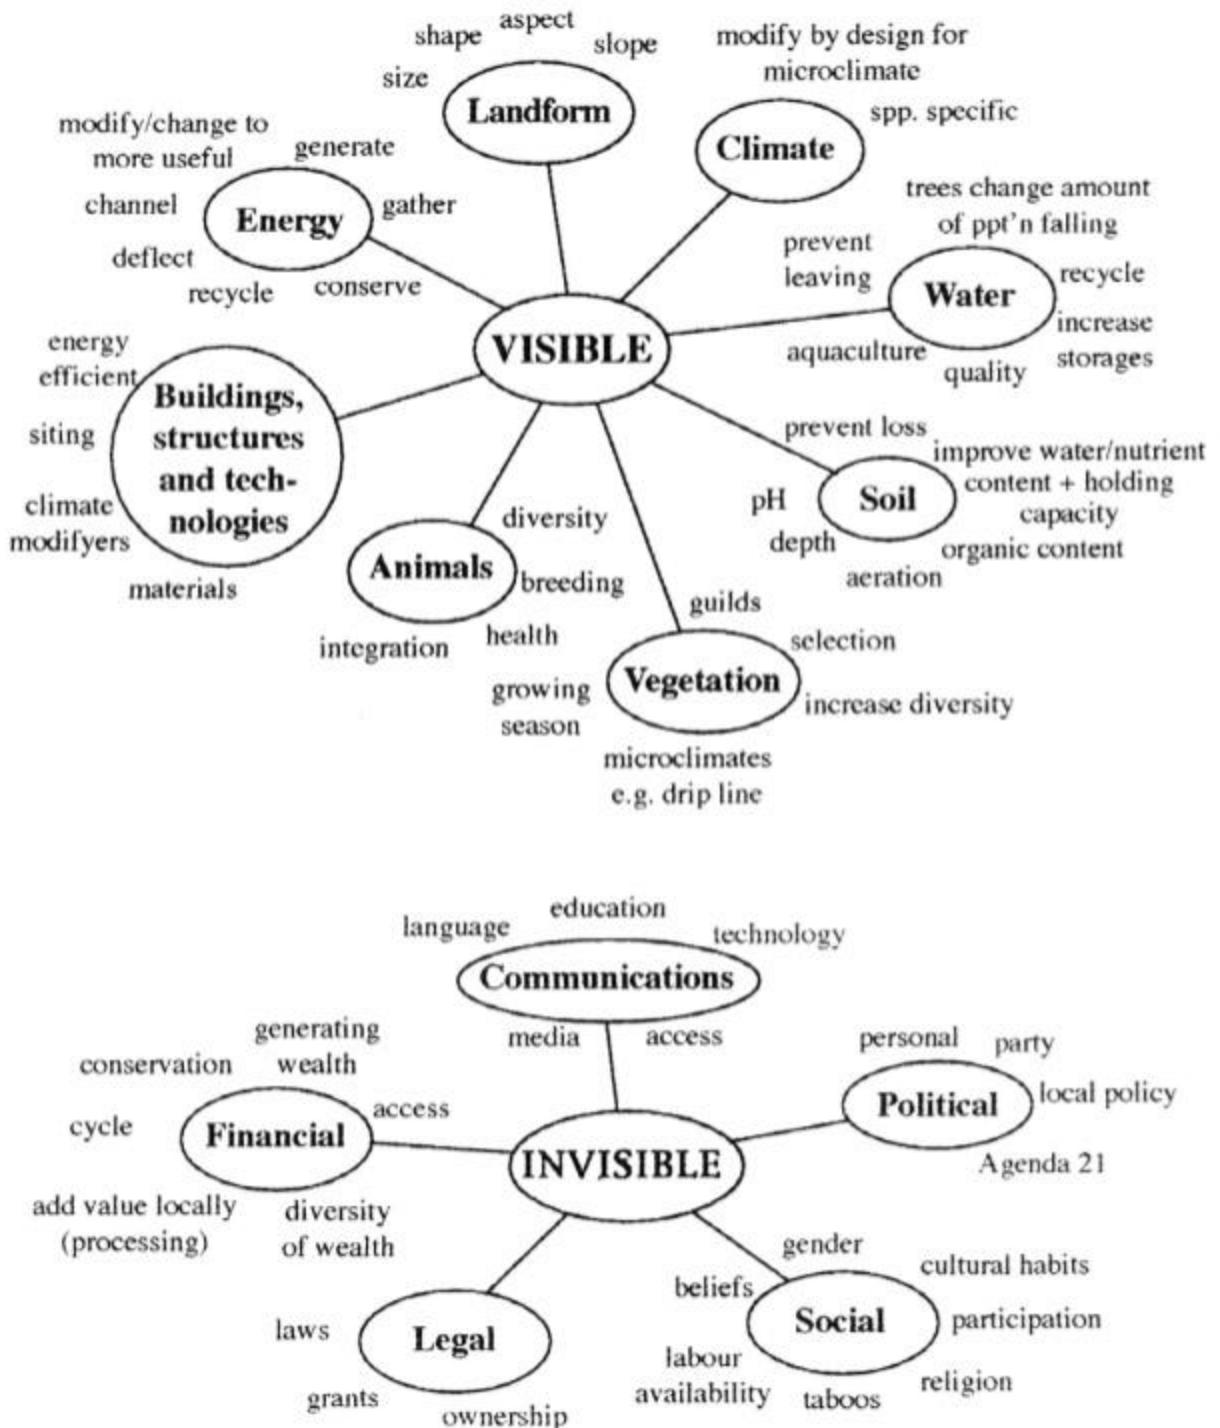 shape
aspect
slope
size
Landform
modify by design for
microclimate
spp. specific
Climate
modify/change to
more useful
generate
channel
Energy
gather
deflect
recycle
conserve
trees change amount
of ppt'n falling
prevent
leaving
Water
recycle
increase
storages
aquaculture
quality
VISIBLE
energy
efficient
Buildings,
structures
and tech-
nologies
siting
climate
modifyers
materials
prevent loss
improve water/nutrient
content + holding
capacity
pH
Soil
depth
organic content
aeration
diversity
Animals
breeding
integration
health
guilds
selection
growing
season
Vegetation
increase diversity
microclimates
e.g. drip line
language
education
technology
Communications
media
access
conservation
generating
wealth
access
cycle
Financial
add value locally
(processing)
diversity
of wealth
INVISIBLE
personal
party
Political
local policy
Agenda 21
laws
Legal
grants
ownership
gender
cultural habits
beliefs
Social
participation
labour
availability
taboos
religion